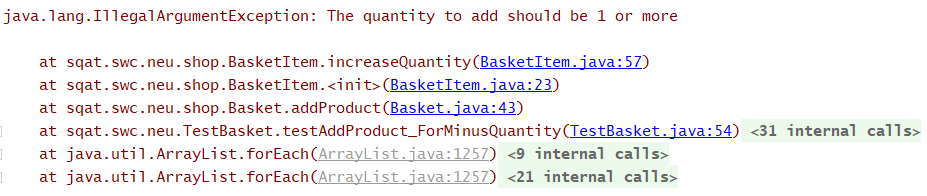 java.lang.IllegalArgumentException: The quantity to add should be 1 or more
at sqat.swc.neu.shop.BasketItem.increaseQuantity(BasketItem.java:57)
at sqat.swc.neu.shop.BasketItem.<init>(BasketItem.java:23)
at sqat.swc.neu.shop.Basket.addProduct(Basket.java:43)
at sqat.swc.neu.TestBasket.testAddProduct_ForMinusQuantity(TestBasket.java:54) <31 internal calls>
at java.util.ArrayList.forEach(ArrayList.java:1257) <9 internal calls>
at java.util.ArrayList.forEach(ArrayList.java:1257) <21 internal calls>